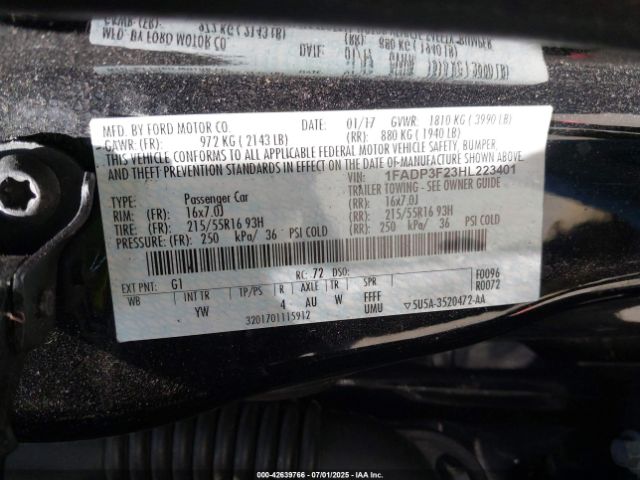 MFD. BY FORD MOTOR CO. DATE: 01/17 GVWR: 1810 KG ( 3990 LB)
GAWR: (FR): 972 KG ( 2143 LB) (RR): 880 KG ( 1940 LB)
THIS VEHICLE CONFORMS TO ALL APPLICABLE FEDERAL MOTOR VEHICLE SAFETY, BUMPER,
AND THEFT PREVENTION STANDARDS IN EFFECT ON THE DATE OF MANUFACTURE SHOWN ABOVE.
VIN: 1FADP3F23HL223401
TYPE: Passenger Car TRAILER TOWING - SEE OWNER GUIDE
RIM: (FR): 16x7.0J (RR): 16x7.0J
TIRE: (FR): 215/55R16 93H (RR): 215/55R16 93H
PRESSURE: (FR): 250 kPa/ 36 PSI COLD (RR): 250 kPa/ 36 PSI COLD
EXT PNT: G1 RC: 72 DSO: F0096
WB INT TR TP/PS R AXLE TR SPR R0072
YW 4 AU W FFFF
UMU 5U5A-3520472-AA
3201701115912
000-42639766 - 07/01/2025 - IAAI.COM